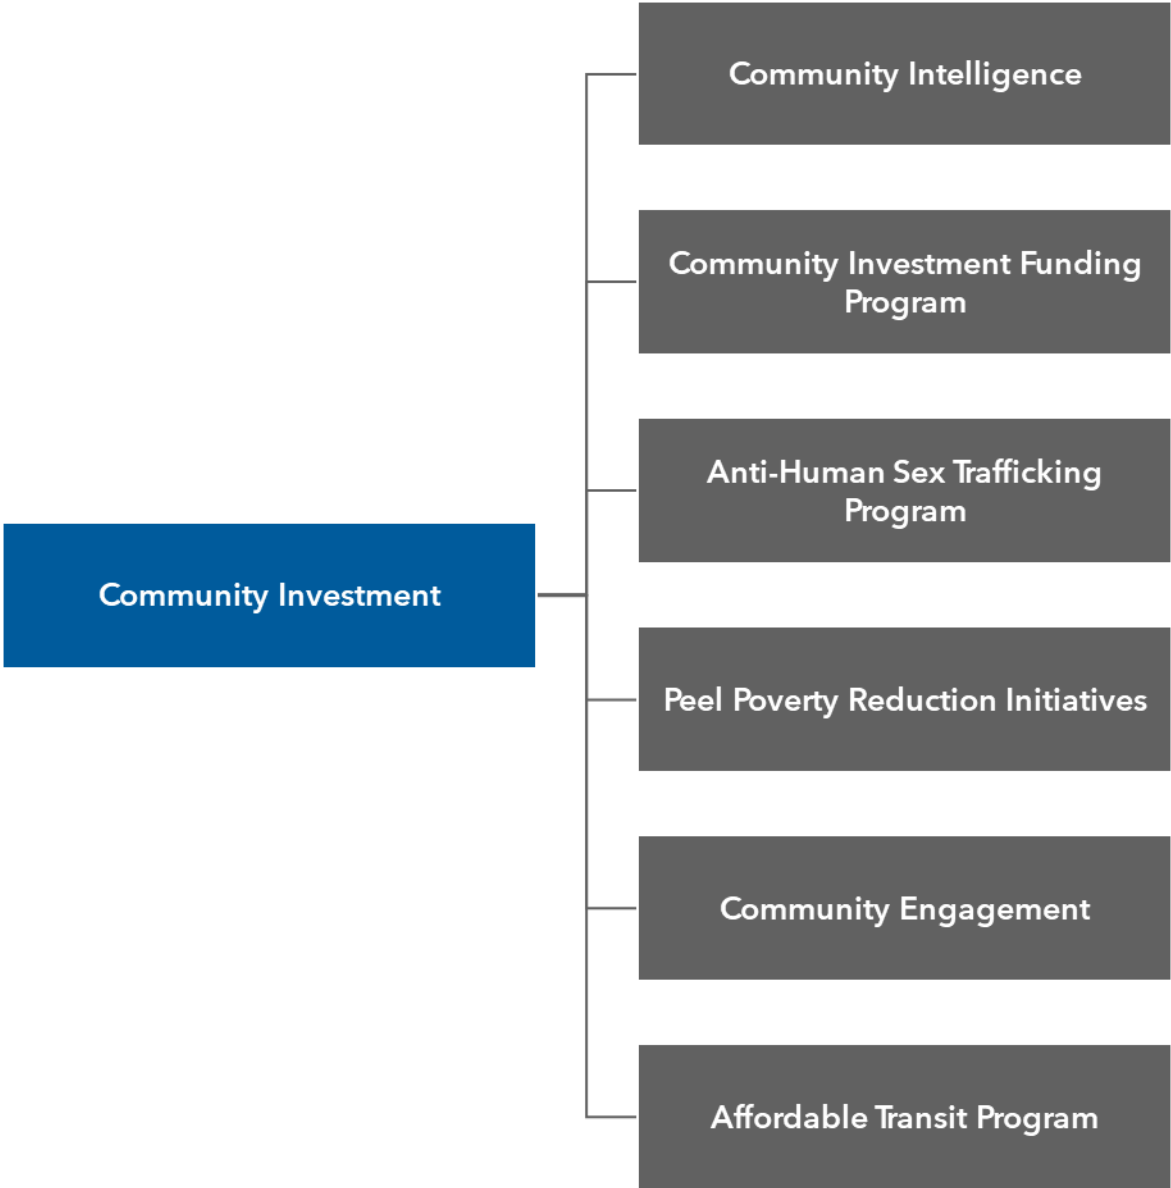 Community Intelligence
Community Investment Funding
Program
Anti-Human Sex Trafficking
Program
Community Investment
Peel Poverty Reduction Initiatives
Community Engagement
Affordable Transit Program